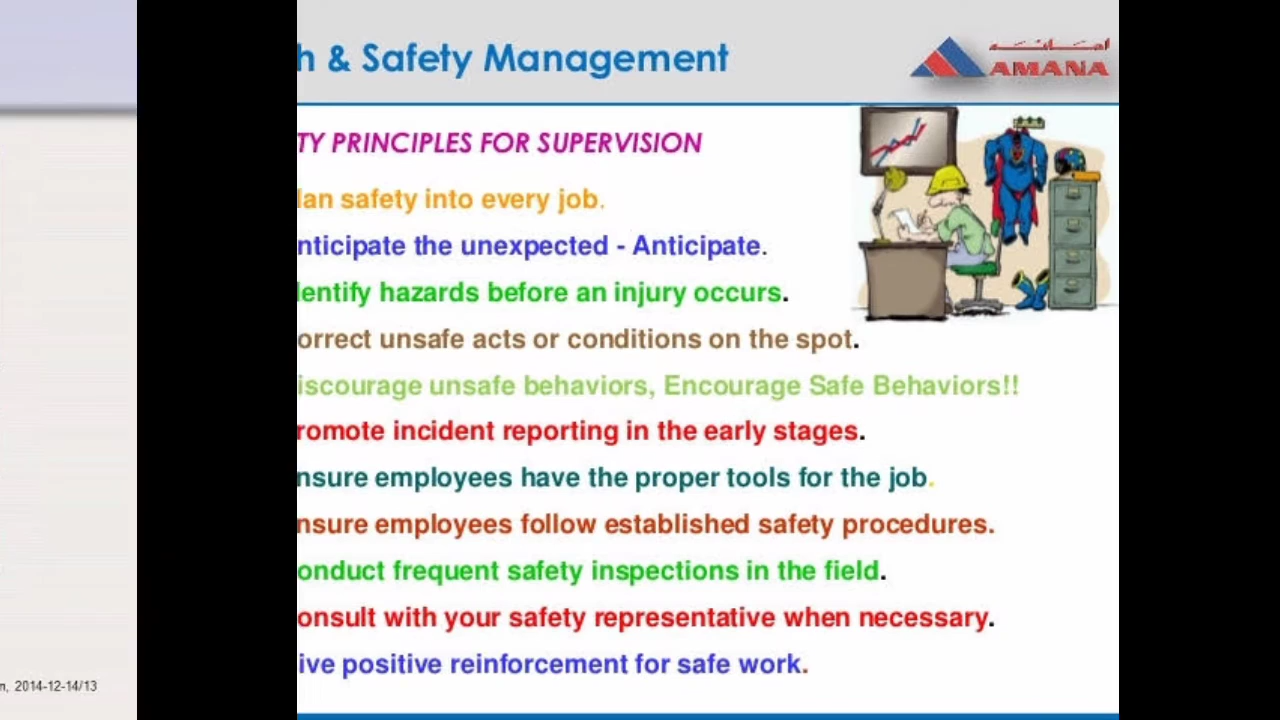 h & Safety Management
امانة
AMANA
TY PRINCIPLES FOR SUPERVISION
lan safety into every job.
nticipate the unexpected - Anticipate.
dentify hazards before an injury occurs.
orrect unsafe acts or conditions on the spot.
iscourage unsafe behaviors, Encourage Safe Behaviors!!
romote incident reporting in the early stages.
nsure employees have the proper tools for the job.
nsure employees follow established safety procedures.
onduct frequent safety inspections in the field.
onsult with your safety representative when necessary.
ive positive reinforcement for safe work.
n, 2014-12-14/13